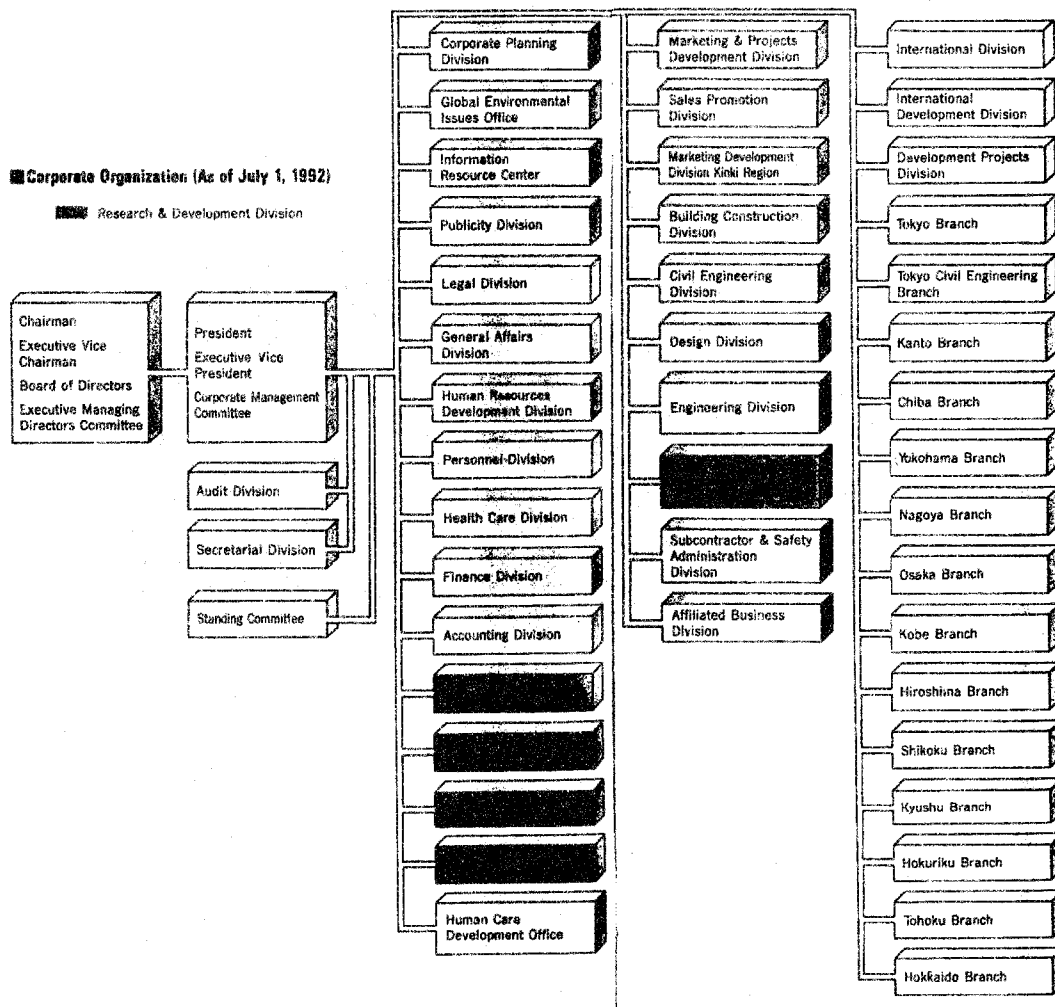 Corporate Organization (As of July 1, 1992)
Research & Development Division
Chairman
Executive Vice
Chairman
Board of Directors
Executive Managing
Directors Committee
President
Executive Vice
President
Corporate Management
Committee
Audit Division
Secretarial Division
Standing Committee
Corporate Planning
Division
Global Environmental
Issues Office
Information
Resource Center
Publicity Division
Legal Division
General Affairs
Division
Human Resources
Development Division
Personnel Division
Health Care Division
Finance Division
Accounting Division
Human Care
Development Office
Marketing & Projects
Development Division
Sales Promotion
Division
Marketing Development
Division Kinki Region
Building Construction
Division
Civil Engineering
Division
Design Division
Engineering Division
Subcontractor & Safety
Administration
Division
Affiliated Business
Division
International Division
International
Development Division
Development Projects
Division
Tokyo Branch
Tokyo Civil Engineering
Branch
Kanto Branch
Chiba Branch
Yokohama Branch
Nagoya Branch
Osaka Branch
Kobe Branch
Hiroshima Branch
Shikoku Branch
Kyushu Branch
Hokuriku Branch
Tohoku Branch
Hokkaido Branch